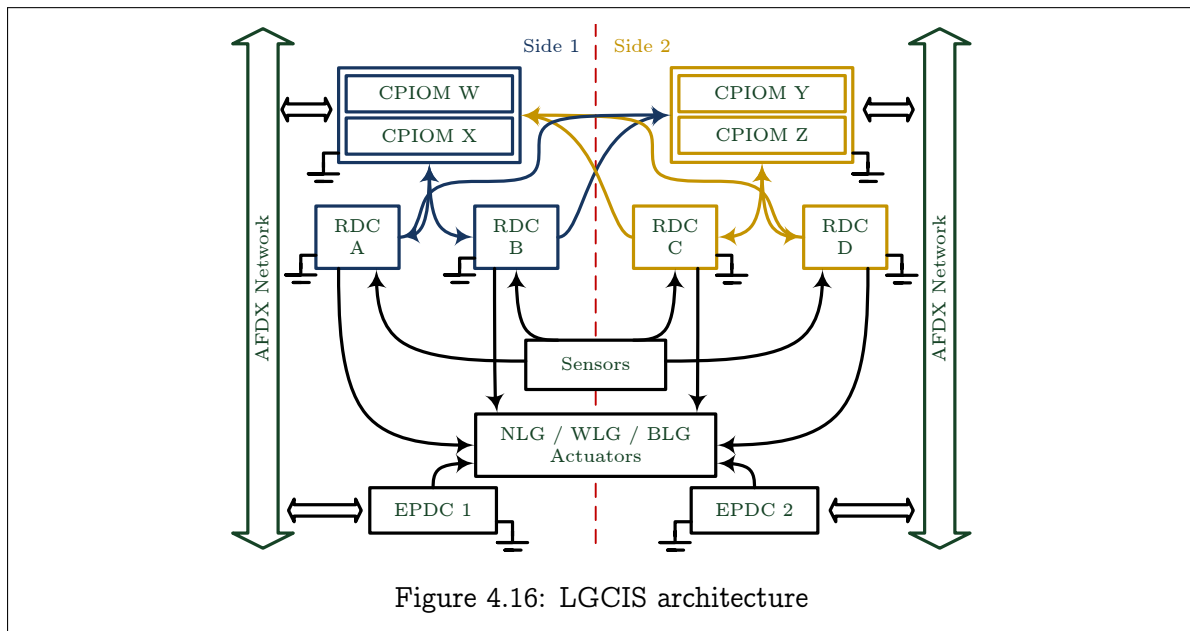 Side 1
Side 2
CPIOM W
CPIOM X
CPIOM Y
CPIOM Z
RDC
A
RDC
B
RDC
C
RDC
D
AFDX Network
AFDX Network
Sensors
NLG / WLG / BLG
Actuators
EPDC 1
EPDC 2
Figure 4.16: LGCIS architecture